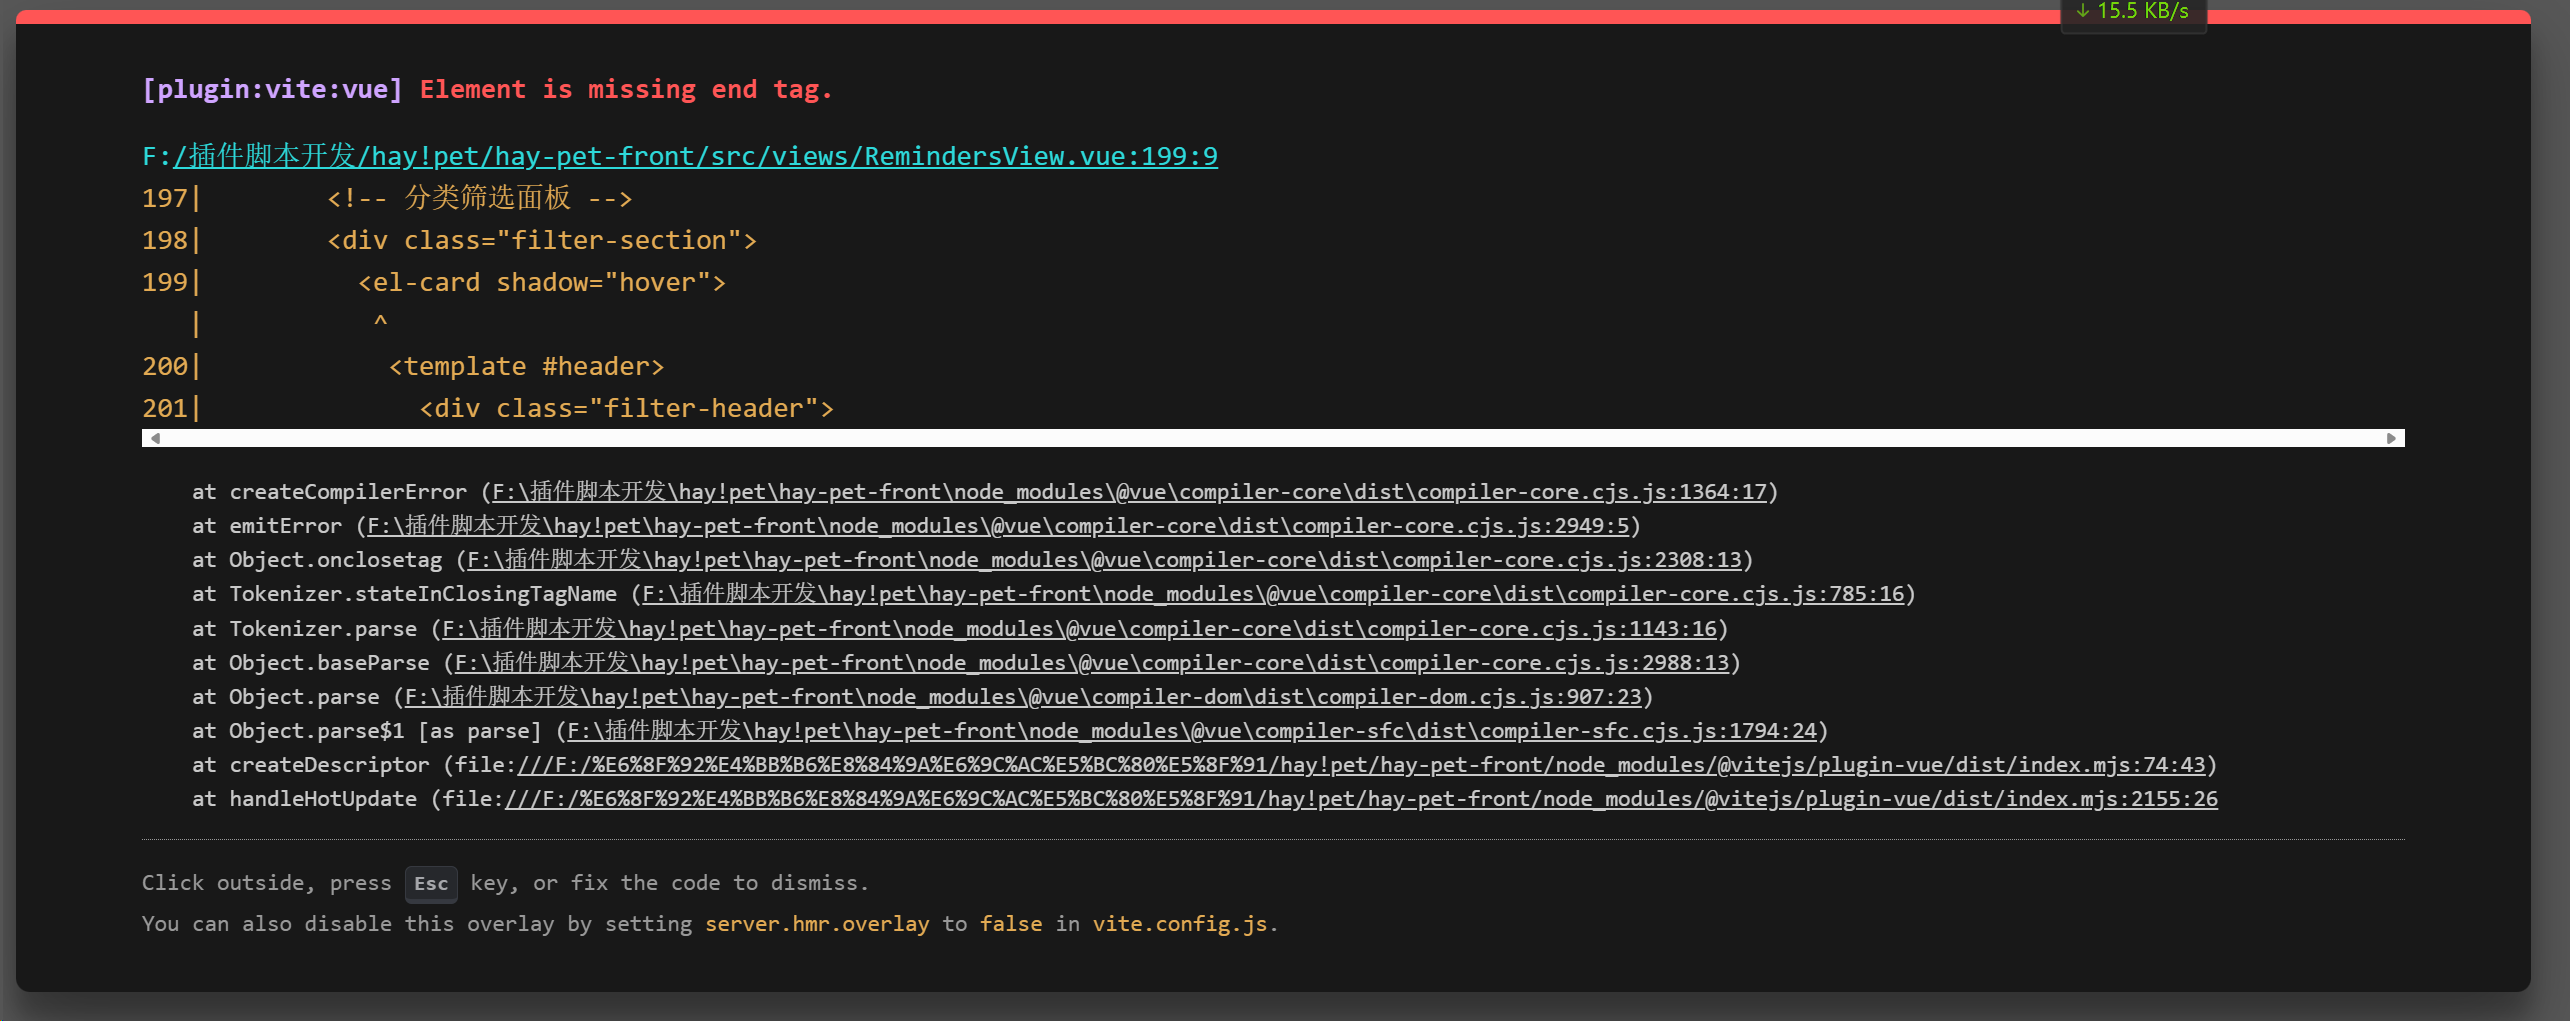 ↓ 15.5 KB/s
[plugin:vite:vue] Element is missing end tag.
F:/插件脚本开发/hay!pet/hay-pet-front/src/views/RemindersView.vue:199:9
197|        <!-- 分类筛选面板 -->
198|        <div class="filter-section">
199|          <el-card shadow="hover">
   |           ^
200|            <template #header>
201|              <div class="filter-header">
at createCompilerError (F:\插件脚本开发\hay!pet\hay-pet-front\node_modules\@vue\compiler-core\dist\compiler-core.cjs.js:1364:17)
at emitError (F:\插件脚本开发\hay!pet\hay-pet-front\node_modules\@vue\compiler-core\dist\compiler-core.cjs.js:2949:5)
at Object.onclosetag (F:\插件脚本开发\hay!pet\hay-pet-front\node_modules\@vue\compiler-core\dist\compiler-core.cjs.js:2308:13)
at Tokenizer.stateInClosingTagName (F:\插件脚本开发\hay!pet\hay-pet-front\node_modules\@vue\compiler-core\dist\compiler-core.cjs.js:785:16)
at Tokenizer.parse (F:\插件脚本开发\hay!pet\hay-pet-front\node_modules\@vue\compiler-core\dist\compiler-core.cjs.js:1143:16)
at Object.baseParse (F:\插件脚本开发\hay!pet\hay-pet-front\node_modules\@vue\compiler-core\dist\compiler-core.cjs.js:2988:13)
at Object.parse (F:\插件脚本开发\hay!pet\hay-pet-front\node_modules\@vue\compiler-dom\dist\compiler-dom.cjs.js:907:23)
at Object.parse$1 [as parse] (F:\插件脚本开发\hay!pet\hay-pet-front\node_modules\@vue\compiler-sfc\dist\compiler-sfc.cjs.js:1794:24)
at createDescriptor (file:///F:/%E6%8F%92%E4%BB%B6%E8%84%9A%E6%9C%AC%E5%BC%80%E5%8F%91/hay!pet/hay-pet-front/node_modules/@vitejs/plugin-vue/dist/index.mjs:74:43)
at handleHotUpdate (file:///F:/%E6%8F%92%E4%BB%B6%E8%84%9A%E6%9C%AC%E5%BC%80%E5%8F%91/hay!pet/hay-pet-front/node_modules/@vitejs/plugin-vue/dist/index.mjs:2155:26
Click outside, press Esc key, or fix the code to dismiss.
You can also disable this overlay by setting server.hmr.overlay to false in vite.config.js.